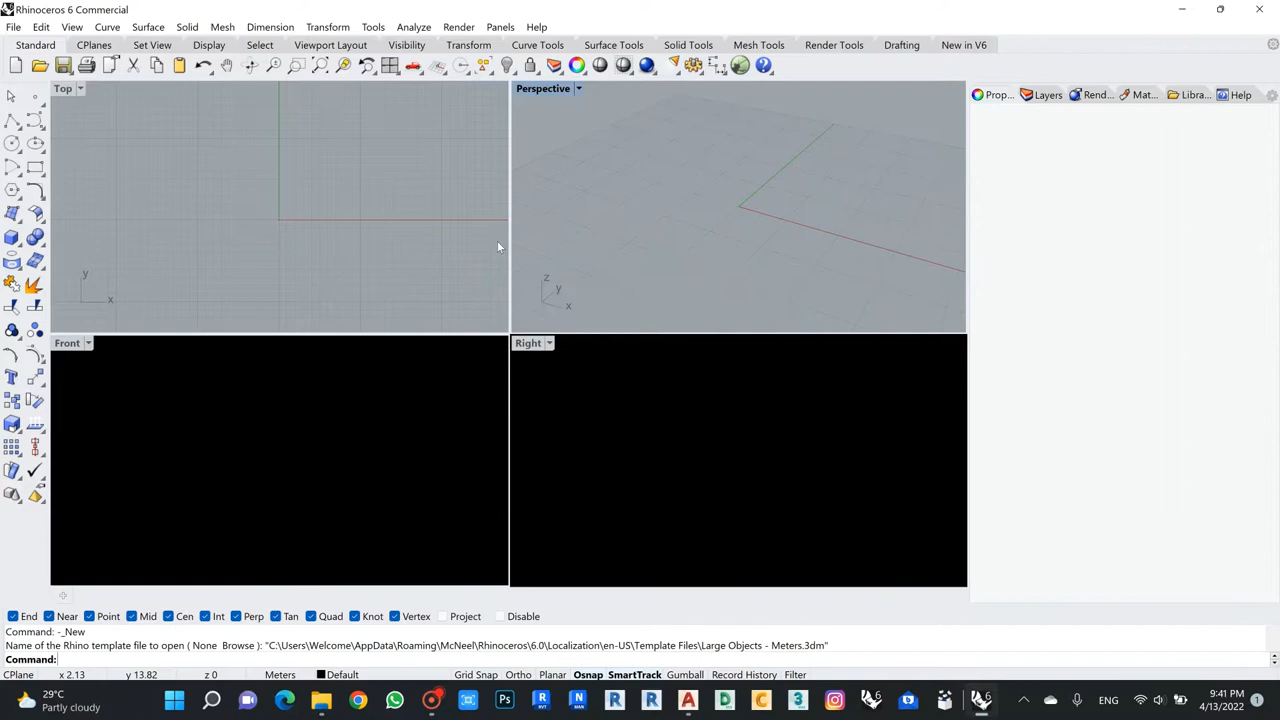 Rhinoceros 6 Commercial
File Edit View Curve Surface Solid Mesh Dimension Transform Tools Analyze Render Panels Help
Standard CPlanes Set View Display Select Viewport Layout Visibility Transform Curve Tools Surface Tools Solid Tools Mesh Tools Render Tools Drafting New in V6
Top Perspective Prop... Layers Rend... Mat... Libra... Help
y
x
z
y
x
Front Right
End Near Point Mid Cen Int Perp Tan Quad Knot Vertex Project Disable
Command: -_New
Name of the Rhino template file to open ( None Browse ): "C:\Users\Welcome\AppData\Roaming\McNeel\Rhinoceros\6.0\Localization\en-US\Template Files\Large Objects - Meters.3dm"
Command:
CPlane x 2.13 y 13.82 z 0 Meters Default Grid Snap Ortho Planar Osnap SmartTrack Gumball Record History Filter
29°C
Partly cloudy
ENG
9:41 PM
4/13/2022